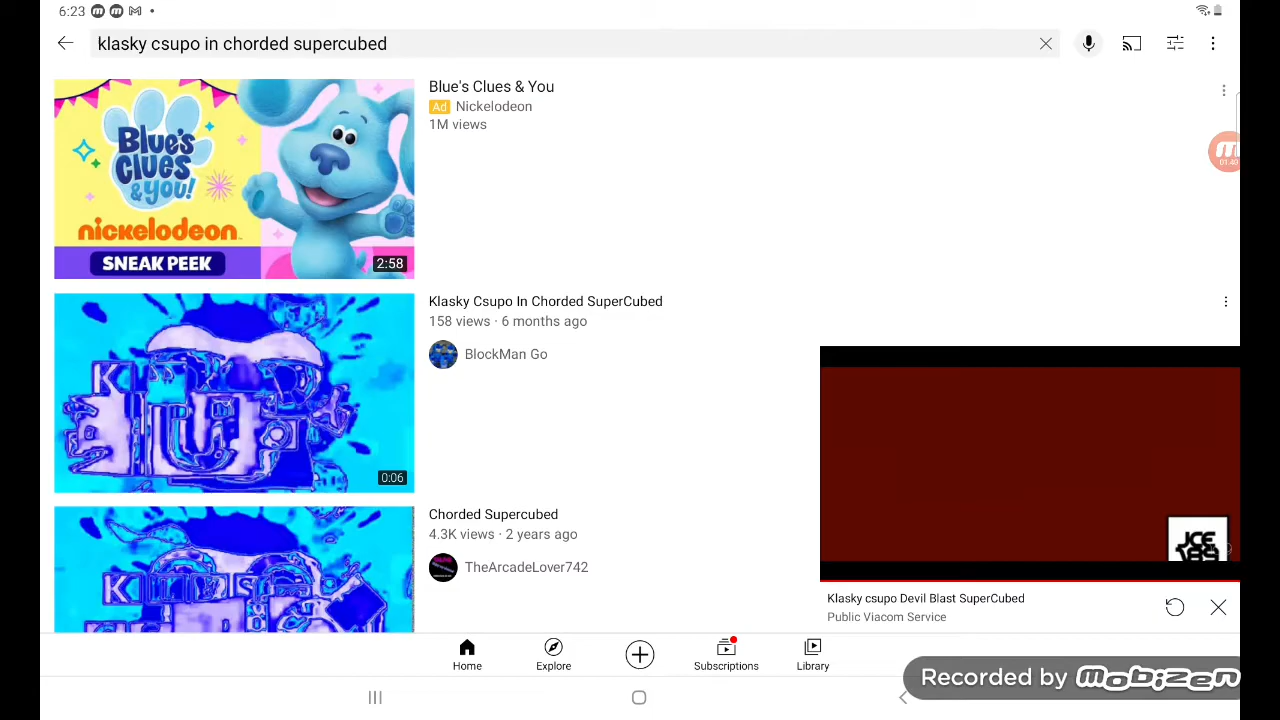 6:23
klasky csupo in chorded supercubed
BLUE'S
CLUES
& YOU!
nickelodeon
SNEAK PEEK
2:58
Blue's Clues & You
Ad Nickelodeon
1M views
01:40
Klasky Csupo In Chorded SuperCubed
158 views · 6 months ago
BlockMan Go
0:06
Chorded Supercubed
4.3K views · 2 years ago
TheArcadeLover742
Klasky csupo Devil Blast SuperCubed
Public Viacom Service
Home
Explore
Subscriptions
Library
Recorded by mobizen